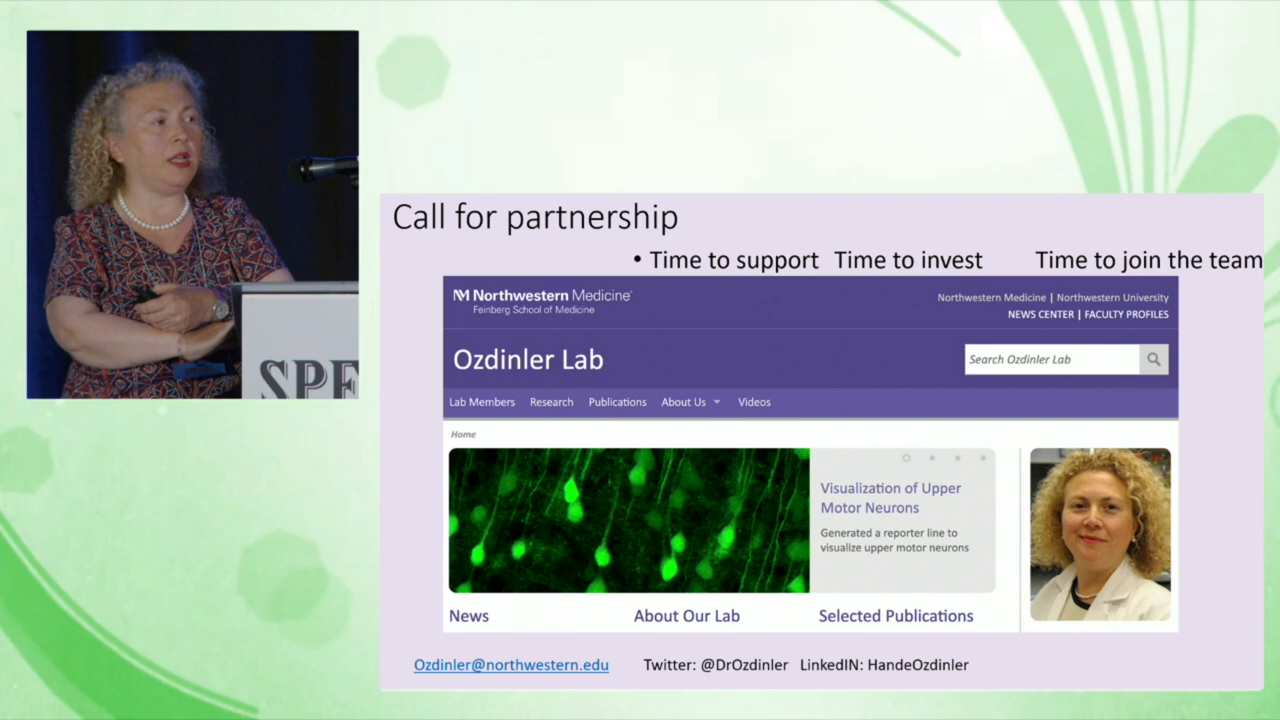 SPE
Call for partnership
• Time to support Time to invest Time to join the team
Northwestern Medicine®
Feinberg School of Medicine
Northwestern Medicine | Northwestern University
NEWS CENTER | FACULTY PROFILES
Ozdinler Lab
Search Ozdinler Lab
Lab Members Research Publications About Us Videos
Home
Visualization of Upper
Motor Neurons
Generated a reporter line to
visualize upper motor neurons
News About Our Lab Selected Publications
Ozdinler@northwestern.edu Twitter: @DrOzdinler LinkedIN: HandeOzdinler